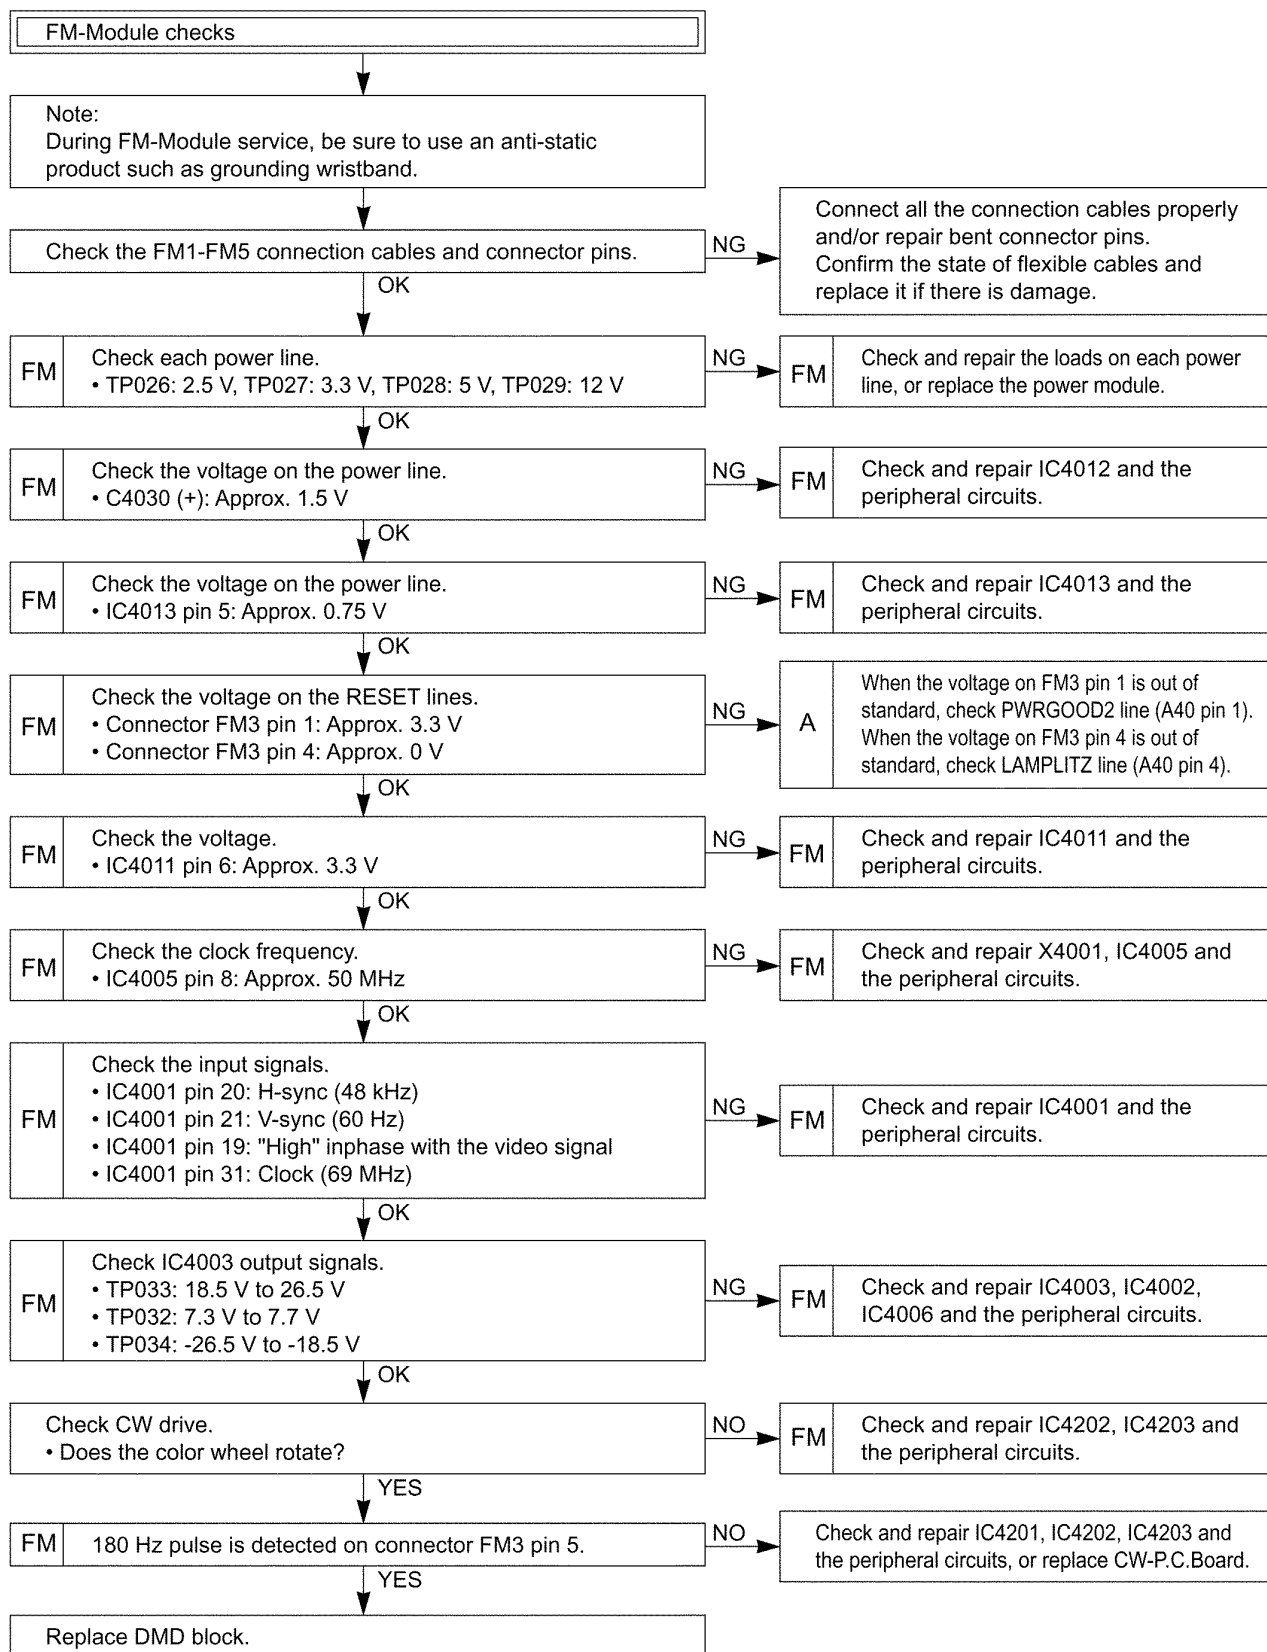 FM-Module checks
Note:
During FM-Module service, be sure to use an anti-static
product such as grounding wristband.
Check the FM1-FM5 connection cables and connector pins.
NG
Connect all the connection cables properly
and/or repair bent connector pins.
Confirm the state of flexible cables and
replace it if there is damage.
OK
FM
Check each power line.
• TP026: 2.5 V, TP027: 3.3 V, TP028: 5 V, TP029: 12 V
NG
FM
Check and repair the loads on each power
line, or replace the power module.
OK
FM
Check the voltage on the power line.
• C4030 (+): Approx. 1.5 V
NG
FM
Check and repair IC4012 and the
peripheral circuits.
OK
FM
Check the voltage on the power line.
• IC4013 pin 5: Approx. 0.75 V
NG
FM
Check and repair IC4013 and the
peripheral circuits.
OK
FM
Check the voltage on the RESET lines.
• Connector FM3 pin 1: Approx. 3.3 V
• Connector FM3 pin 4: Approx. 0 V
NG
A
When the voltage on FM3 pin 1 is out of
standard, check PWRGOOD2 line (A40 pin 1).
When the voltage on FM3 pin 4 is out of
standard, check LAMPLITZ line (A40 pin 4).
OK
FM
Check the voltage.
• IC4011 pin 6: Approx. 3.3 V
NG
FM
Check and repair IC4011 and the
peripheral circuits.
OK
FM
Check the clock frequency.
• IC4005 pin 8: Approx. 50 MHz
NG
FM
Check and repair X4001, IC4005 and
the peripheral circuits.
OK
FM
Check the input signals.
• IC4001 pin 20: H-sync (48 kHz)
• IC4001 pin 21: V-sync (60 Hz)
• IC4001 pin 19: "High" inphase with the video signal
• IC4001 pin 31: Clock (69 MHz)
NG
FM
Check and repair IC4001 and the
peripheral circuits.
OK
FM
Check IC4003 output signals.
• TP033: 18.5 V to 26.5 V
• TP032: 7.3 V to 7.7 V
• TP034: -26.5 V to -18.5 V
NG
FM
Check and repair IC4003, IC4002,
IC4006 and the peripheral circuits.
OK
Check CW drive.
• Does the color wheel rotate?
NO
FM
Check and repair IC4202, IC4203 and
the peripheral circuits.
YES
FM
180 Hz pulse is detected on connector FM3 pin 5.
NO
Check and repair IC4201, IC4202, IC4203 and
the peripheral circuits, or replace CW-P.C.Board.
YES
Replace DMD block.